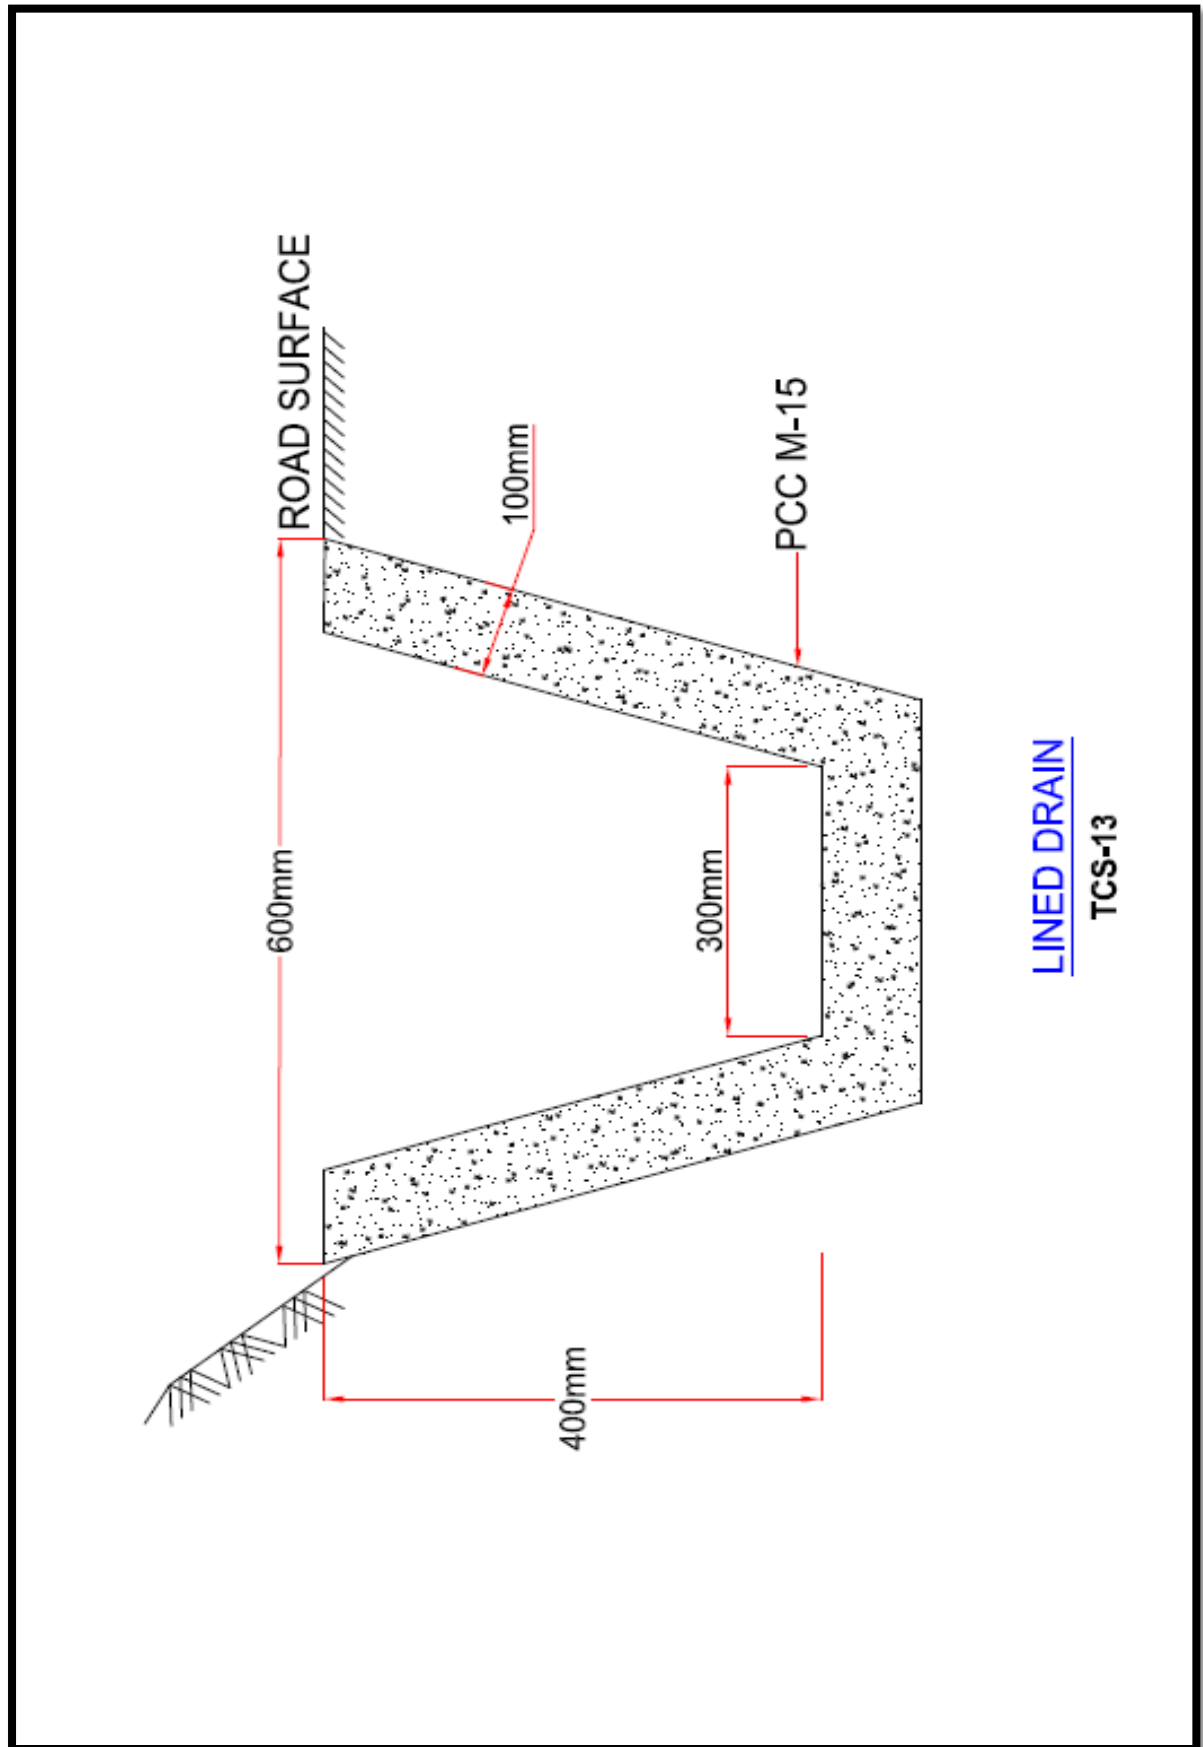 ROAD SURFACE
600mm
100mm
300mm
PCC M-15
400mm
LINED DRAIN
TCS-13